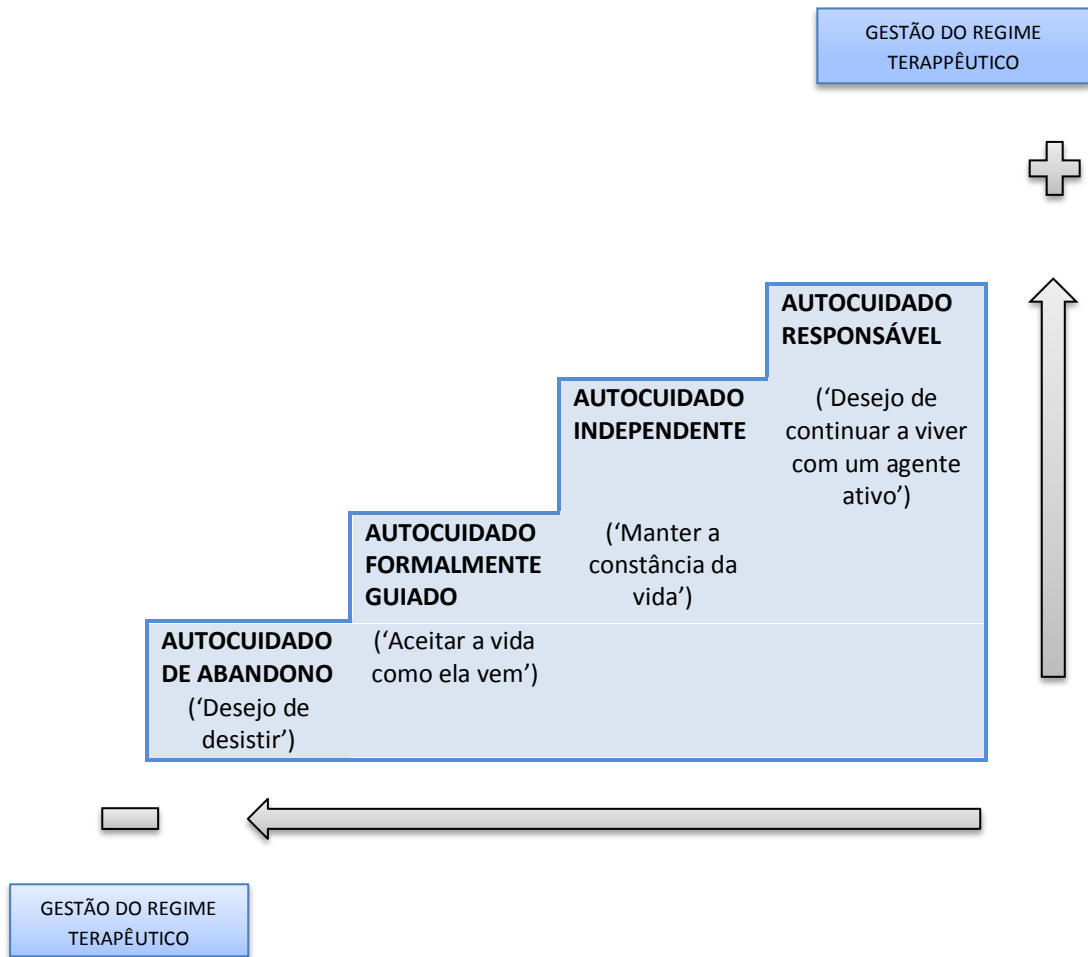 GESTÃO DO REGIME
TERAPPÊUTICO
AUTOCUIDADO
RESPONSÁVEL
(‘Desejo de
continuar a viver
com um agente
ativo’)
AUTOCUIDADO
INDEPENDENTE
(‘Manter a
constância da
vida’)
AUTOCUIDADO
FORMALMENTE
GUIADO
(‘Aceitar a vida
como ela vem’)
AUTOCUIDADO
DE ABANDONO
(‘Desejo de
desistir’)
GESTÃO DO REGIME
TERAPÊUTICO